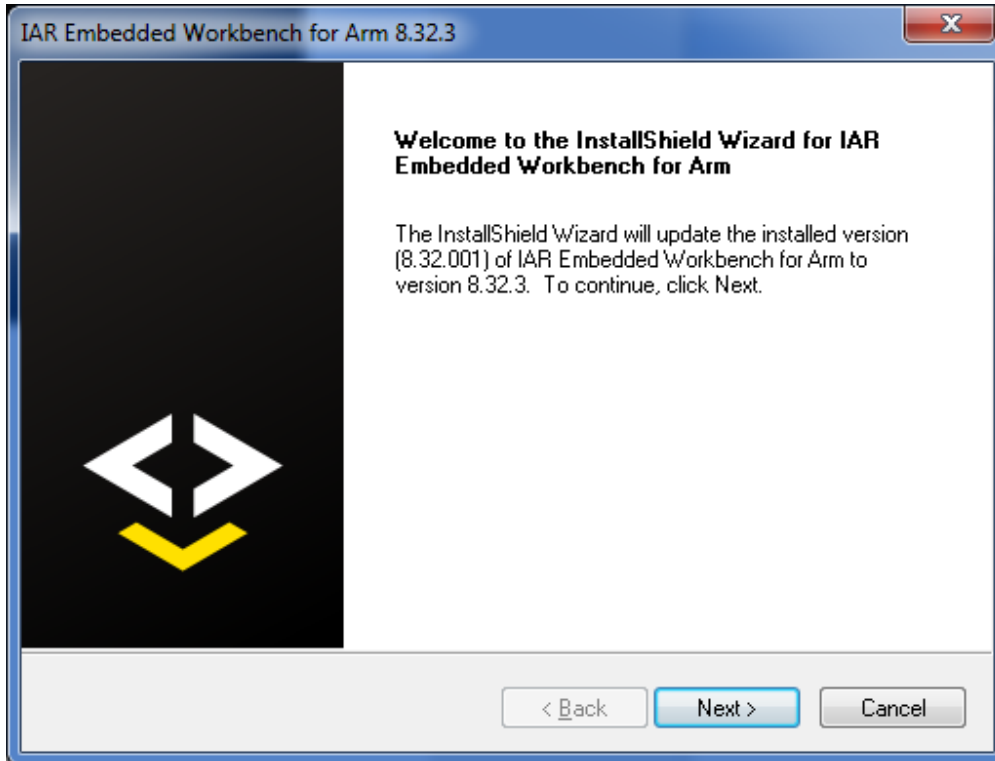 IAR Embedded Workbench for Arm 8.32.3
Welcome to the InstallShield Wizard for IAR
Embedded Workbench for Arm
The InstallShield Wizard will update the installed version
(8.32.001) of IAR Embedded Workbench for Arm to
version 8.32.3.  To continue, click Next.
< Back
Next >
Cancel